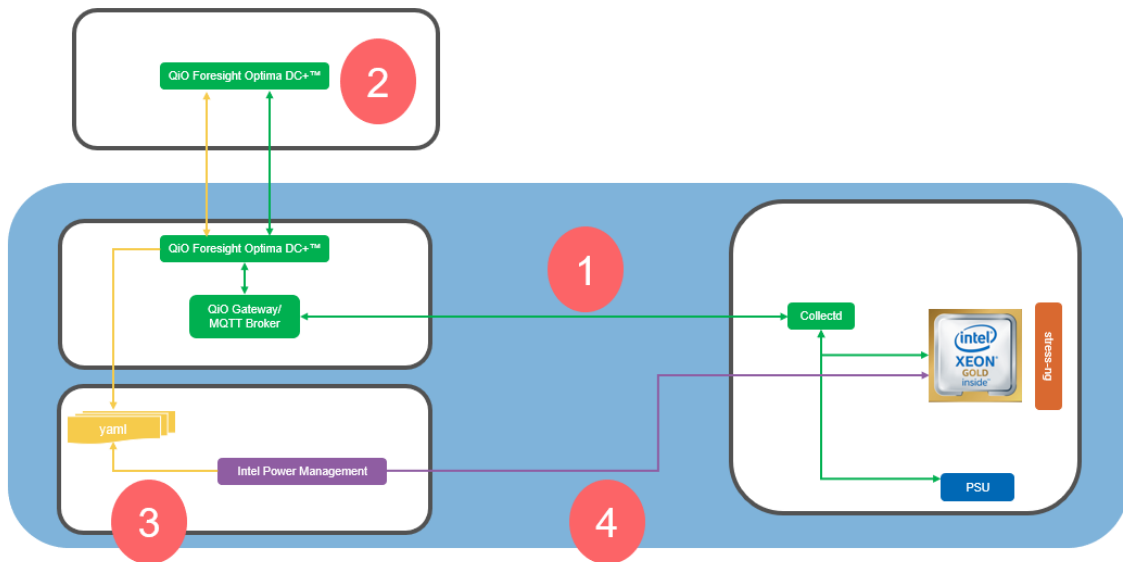 QiO Foresight Optima DC+™
2
QiO Foresight Optima DC+™
1
QiO Gateway/
MQTT Broker
Collectd
intel
XEON
GOLD
inside™
stress-ng
yaml
Intel Power Management
PSU
3
4